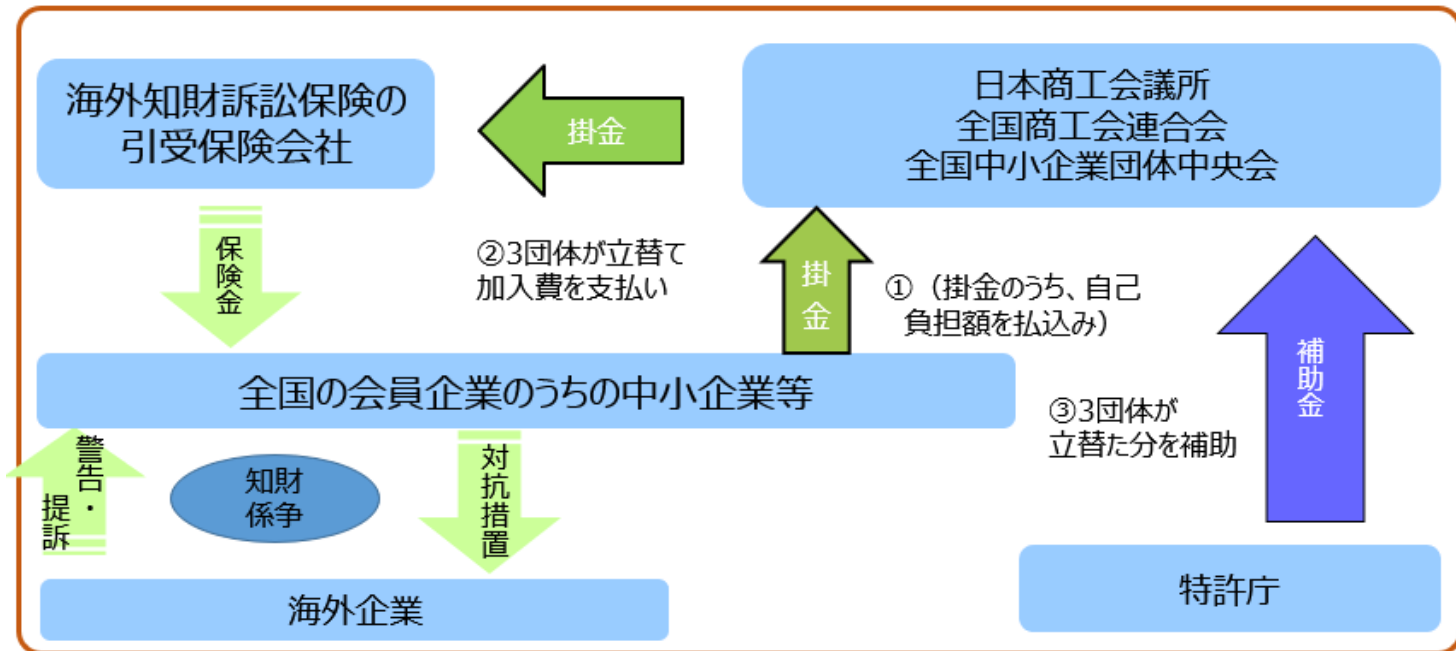 海外知財訴訟保険の
引受保険会社
掛金
日本商工会議所
全国商工会連合会
全国中小企業団体中央会
保険金
②3団体が立替て
加入費を支払い
掛金
①（掛金のうち、自己
負担額を払込み）
補助金
全国の会員企業のうちの中小企業等
③3団体が
立替た分を補助
警告・
提訴
知財
係争
対抗措置
海外企業
特許庁